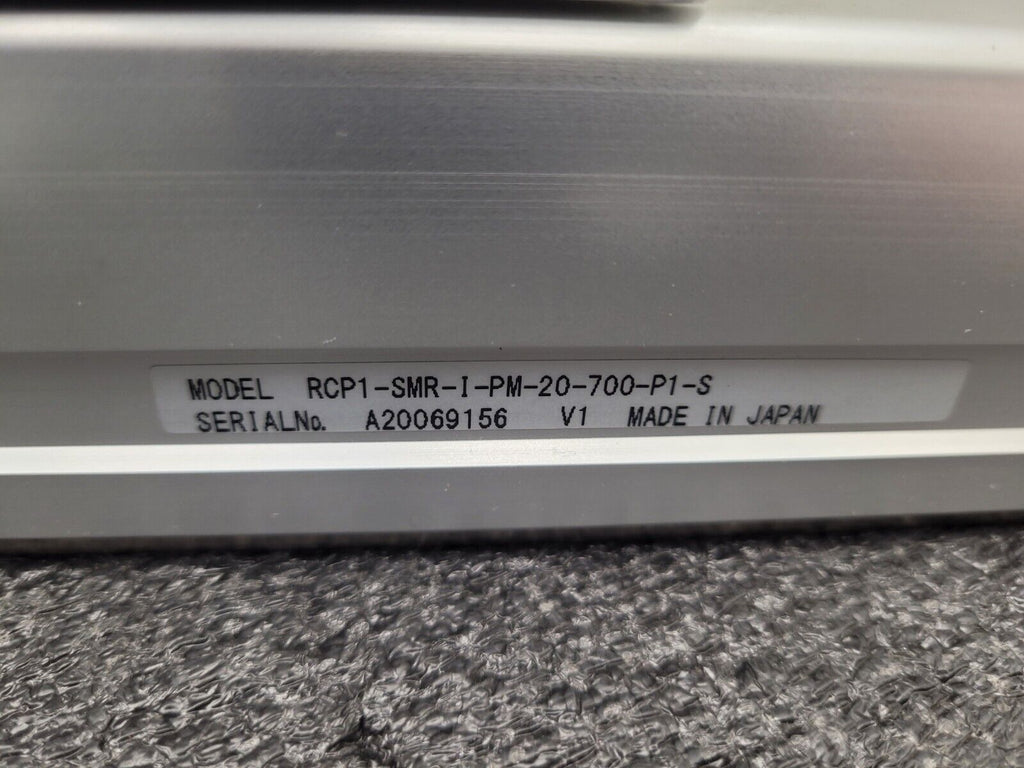 MODEL RCP1-SMR-I-PM-20-700-P1-S
SERIALNo. A20069156 V1 MADE IN JAPAN